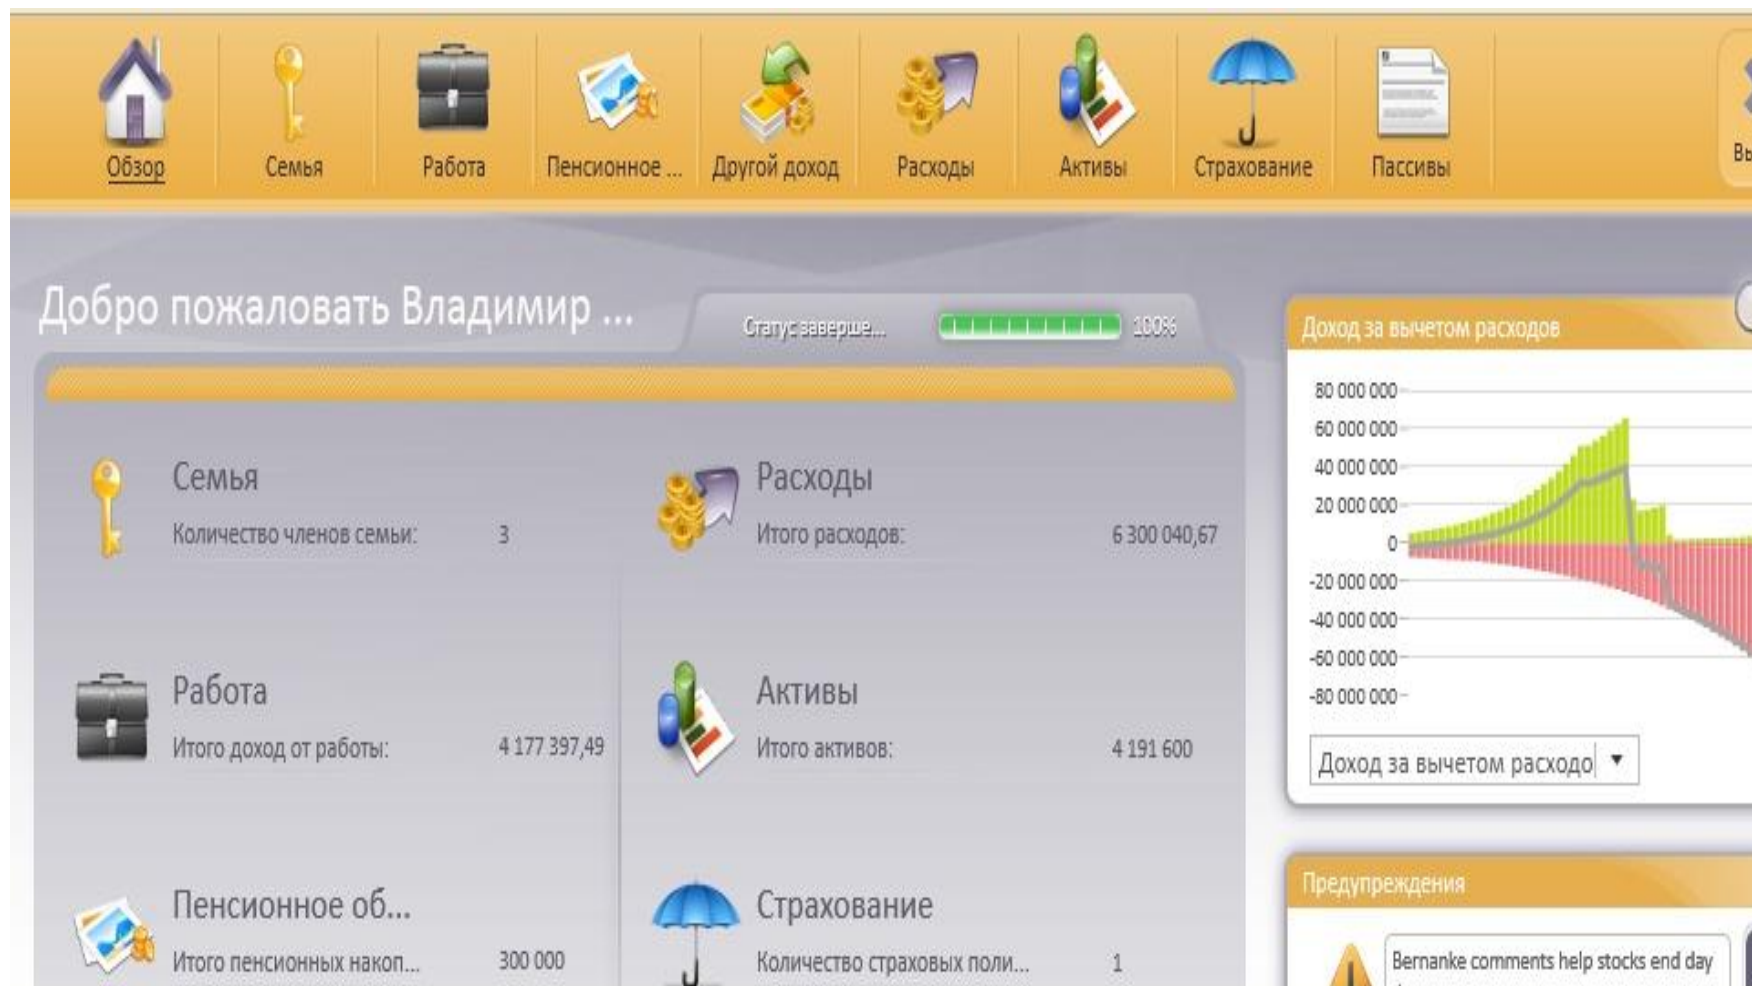 Обзор
Семья
Работа
Пенсионное ...
Другой доход
Расходы
Активы
Страхование
Пассивы
Добро пожаловать Владимир ...
Статус заверше...
100%
Семья
Количество членов семьи:
3
Расходы
Итого расходов:
6 300 040,67
Работа
Итого доход от работы:
4 177 397,49
Активы
Итого активов:
4 191 600
Пенсионное об...
Итого пенсионных накоп...
300 000
Страхование
Количество страховых поли...
1
Доход за вычетом расходов
80 000 000
60 000 000
40 000 000
20 000 000
0
-20 000 000
-40 000 000
-60 000 000
-80 000 000
Доход за вычетом расходо
Предупреждения
Bernanke comments help stocks end day